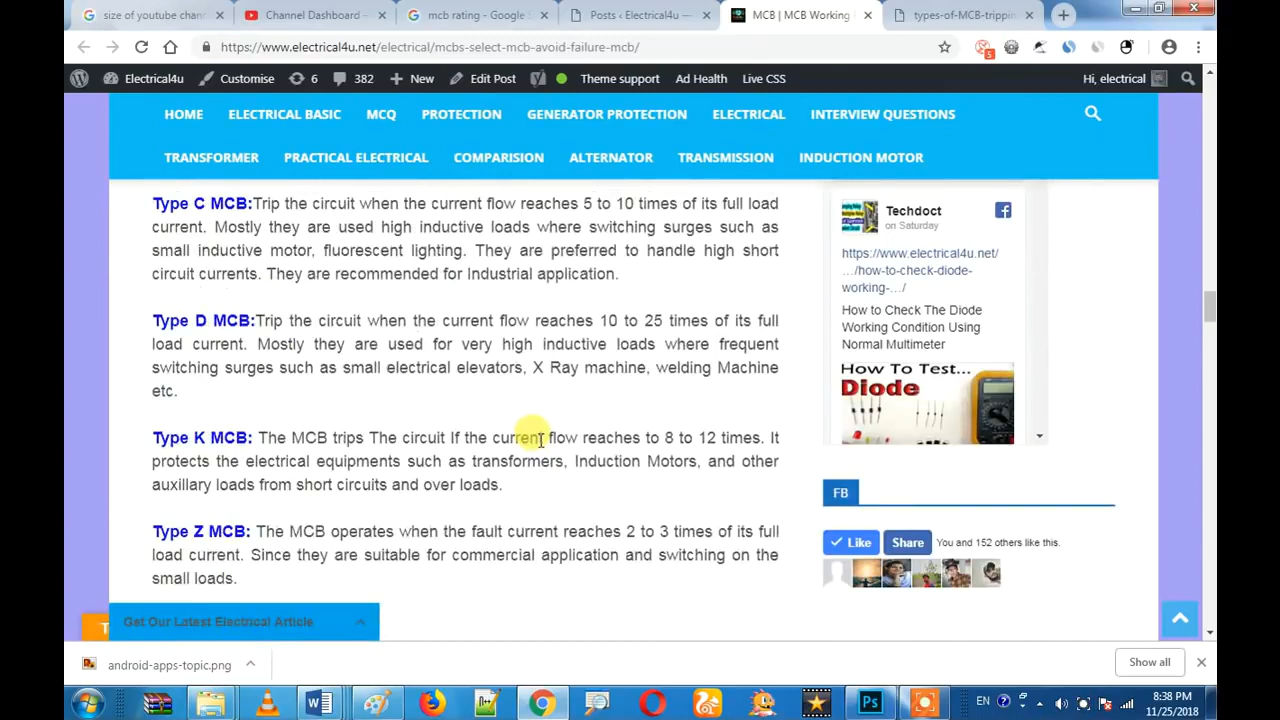 size of youtube chann
Channel Dashboard –
mcb rating - Google S
Posts ‹ Electrical4u —
MCB | MCB Working
types-of-MCB-trippin
https://www.electrical4u.net/electrical/mcbs-select-mcb-avoid-failure-mcb/
5
Electrical4u
Customise
6
382
New
Edit Post
Theme support
Ad Health
Live CSS
Hi, electrical
HOME
ELECTRICAL BASIC
MCQ
PROTECTION
GENERATOR PROTECTION
ELECTRICAL
INTERVIEW QUESTIONS
TRANSFORMER
PRACTICAL ELECTRICAL
COMPARISION
ALTERNATOR
TRANSMISSION
INDUCTION MOTOR
Type C MCB:Trip the circuit when the current flow reaches 5 to 10 times of its full load
current. Mostly they are used high inductive loads where switching surges such as
small inductive motor, fluorescent lighting. They are preferred to handle high short
circuit currents. They are recommended for Industrial application.
Type D MCB:Trip the circuit when the current flow reaches 10 to 25 times of its full
load current. Mostly they are used for very high inductive loads where frequent
switching surges such as small electrical elevators, X Ray machine, welding Machine
etc.
Type K MCB: The MCB trips The circuit If the current flow reaches to 8 to 12 times. It
protects the electrical equipments such as transformers, Induction Motors, and other
auxillary loads from short circuits and over loads.
Type Z MCB: The MCB operates when the fault current reaches 2 to 3 times of its full
load current. Since they are suitable for commercial application and switching on the
small loads.
Techdoct
on Saturday
https://www.electrical4u.net/
…/how-to-check-diode-
working-…/
How to Check The Diode
Working Condition Using
Normal Multimeter
How To Test...
Diode
FB
Like
Share
You and 152 others like this.
T
Get Our Latest Electrical Article
android-apps-topic.png
Show all
W
Ps
EN
8:38 PM
11/25/2018